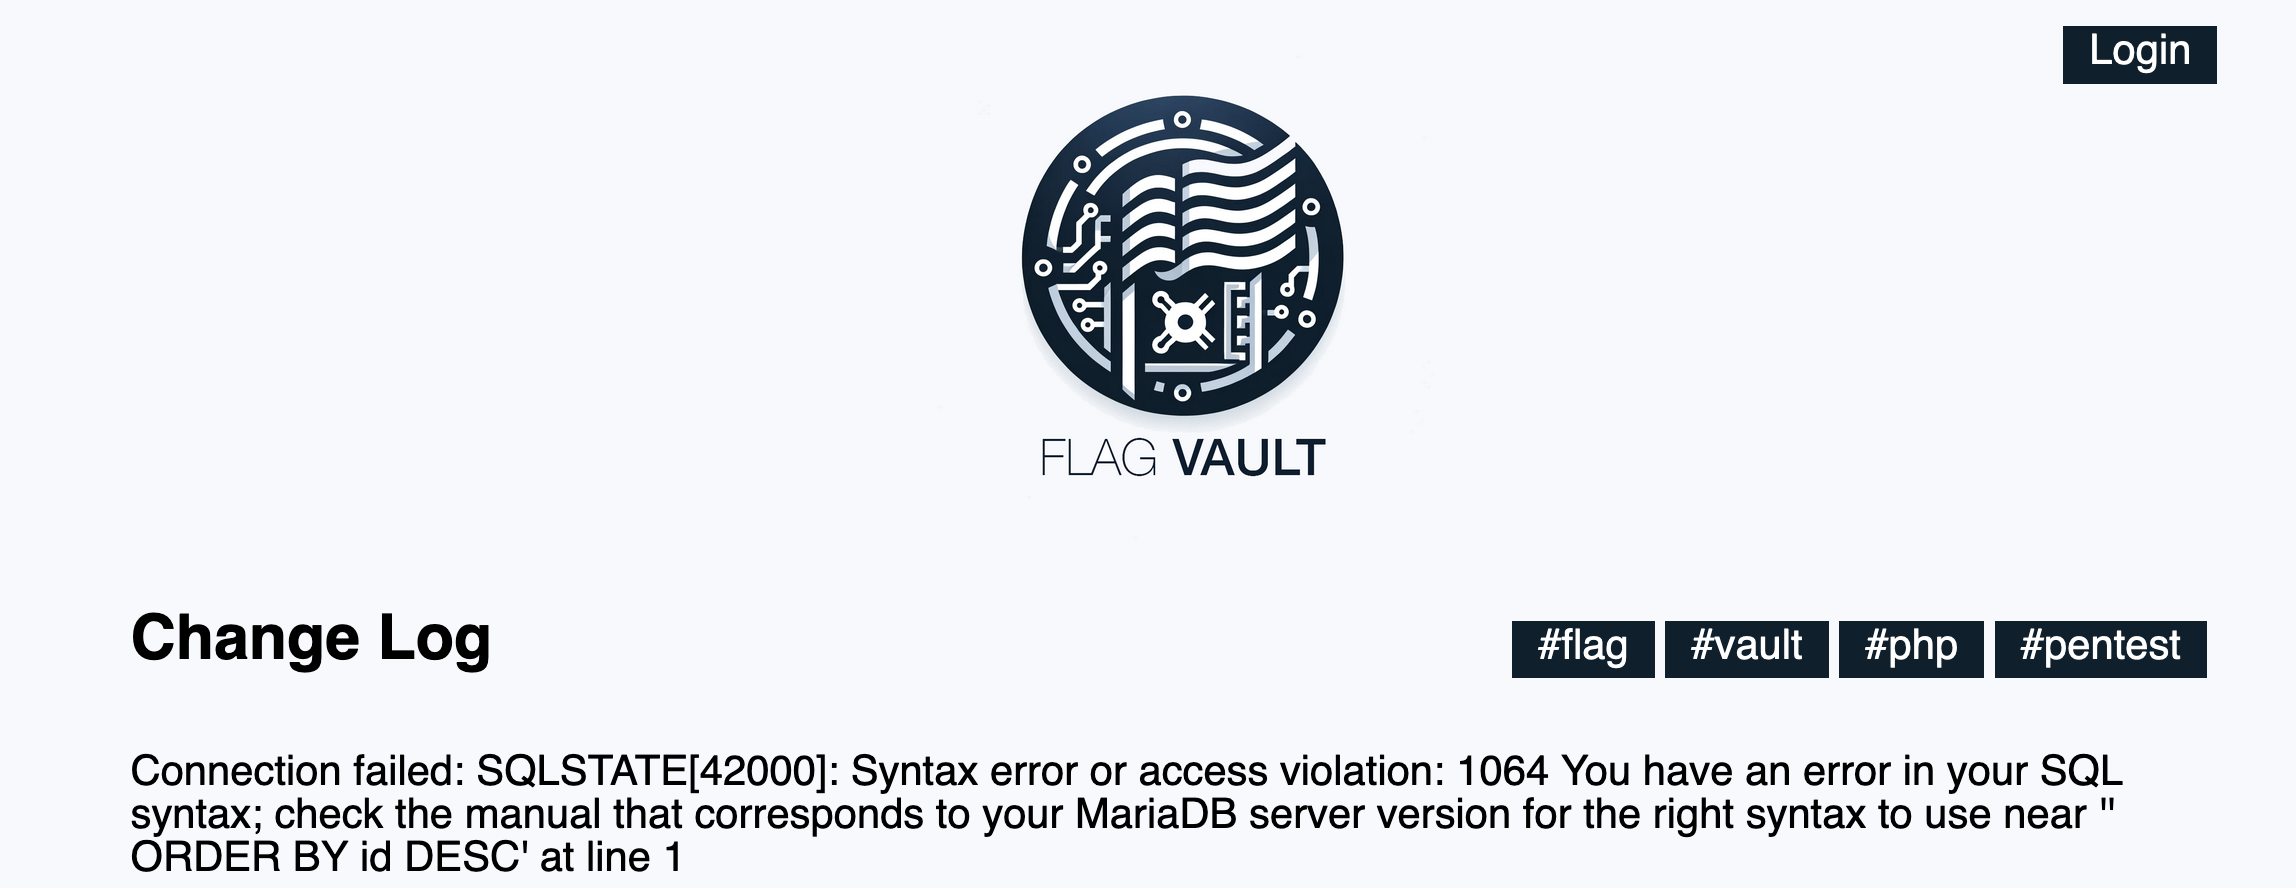 Login
FLAG VAULT
Change Log
#flag #vault #php #pentest
Connection failed: SQLSTATE[42000]: Syntax error or access violation: 1064 You have an error in your SQL
syntax; check the manual that corresponds to your MariaDB server version for the right syntax to use near "
ORDER BY id DESC' at line 1